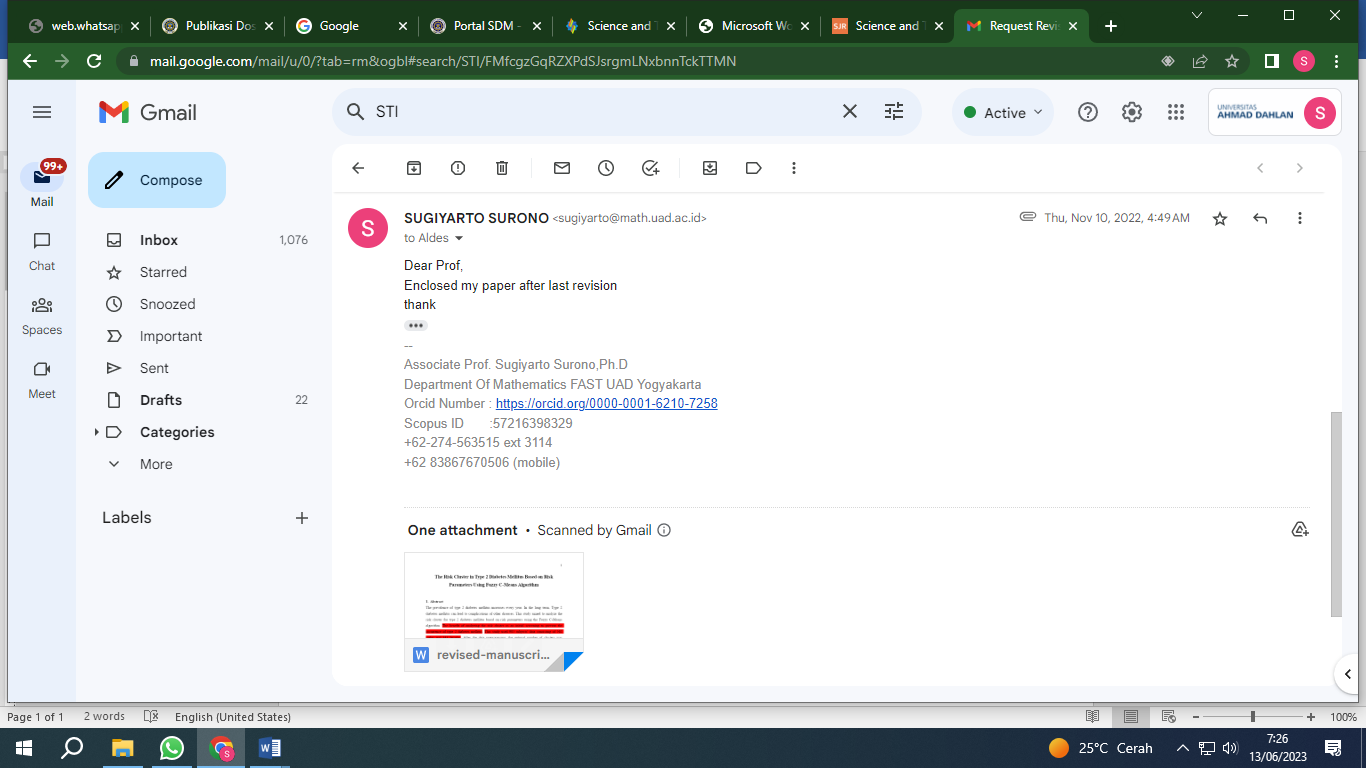 web.whatsap
Publikasi Dos
Google
Portal SDM -
Science and T
Microsoft Wo
SJR
Science and T
Request Revis
mail.google.com/mail/u/0/?tab=rm&ogbl#search/STI/FMfcgzGqRZXPdSJsrgmLNxbnnTckTTMN
S
Gmail
STI
Active
UNIVERSITAS
AHMAD DAHLAN
S
99+
Mail
Chat
Spaces
Meet
Compose
Inbox 1,076
Starred
Snoozed
Important
Sent
Drafts 22
Categories
More
Labels
S
SUGIYARTO SURONO <sugiyarto@math.uad.ac.id>
Thu, Nov 10, 2022, 4:49 AM
to Aldes
Dear Prof,
Enclosed my paper after last revision
thank
--
Associate Prof. Sugiyarto Surono,Ph.D
Department Of Mathematics FAST UAD Yogyakarta
Orcid Number : https://orcid.org/0000-0001-6210-7258
Scopus ID :57216398329
+62-274-563515 ext 3114
+62 83867670506 (mobile)
One attachment • Scanned by Gmail
The Risk Cluster in Type 2 Diabetes Mellitus Based on Risk
Parameters Using Fuzzy C-Means Algorithm
W revised-manuscri...
Page 1 of 1 2 words English (United States) 100%
25°C Cerah
7:26
13/06/2023